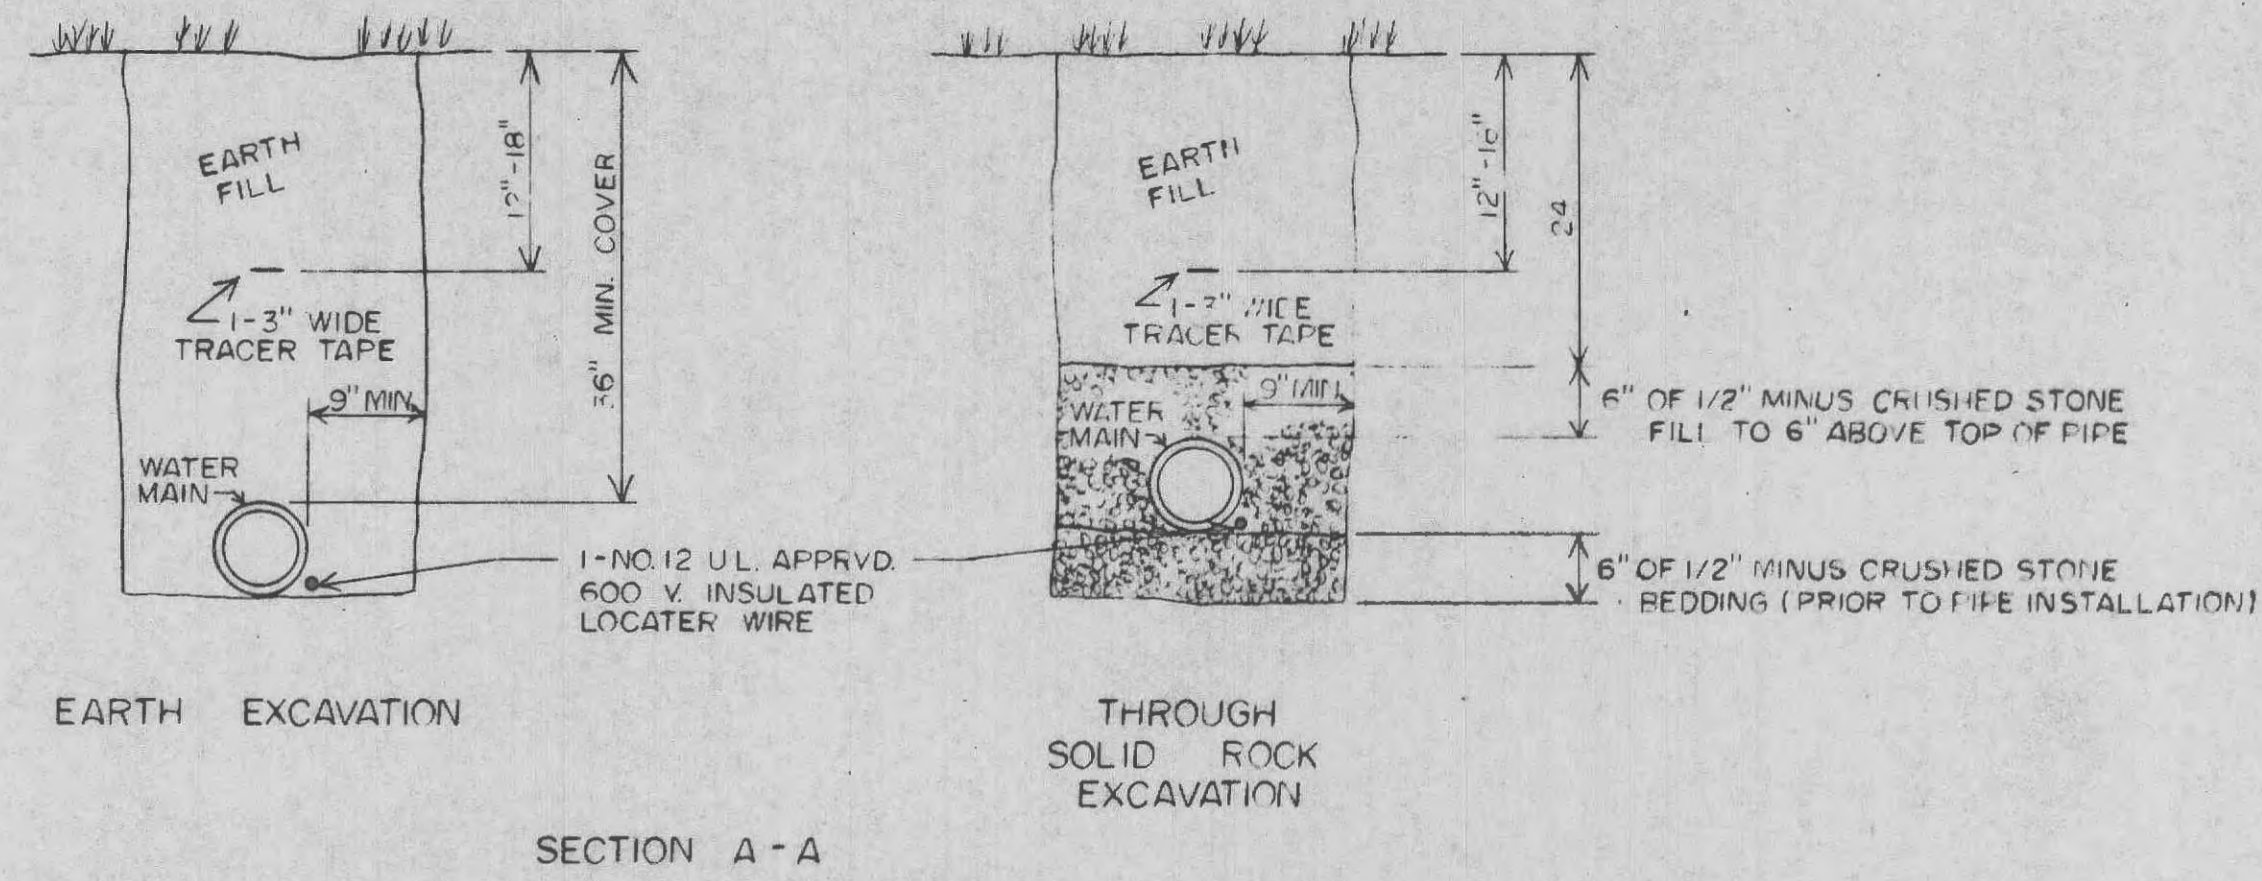 EARTH
FILL
12"-18"
36" MIN. COVER
1-3" WIDE
TRACER TAPE
9" MIN.
WATER
MAIN
1-NO. 12 U L. APPRVD.
600 V. INSULATED
LOCATER WIRE
EARTH EXCAVATION
EARTH
FILL
12"-18"
24
1-3" WIDE
TRACER TAPE
9" MIN.
WATER
MAIN
6" OF 1/2" MINUS CRUSHED STONE
FILL TO 6" ABOVE TOP OF PIPE
6" OF 1/2" MINUS CRUSHED STONE
BEDDING (PRIOR TO PIPE INSTALLATION)
THROUGH
SOLID ROCK
EXCAVATION
SECTION A - A